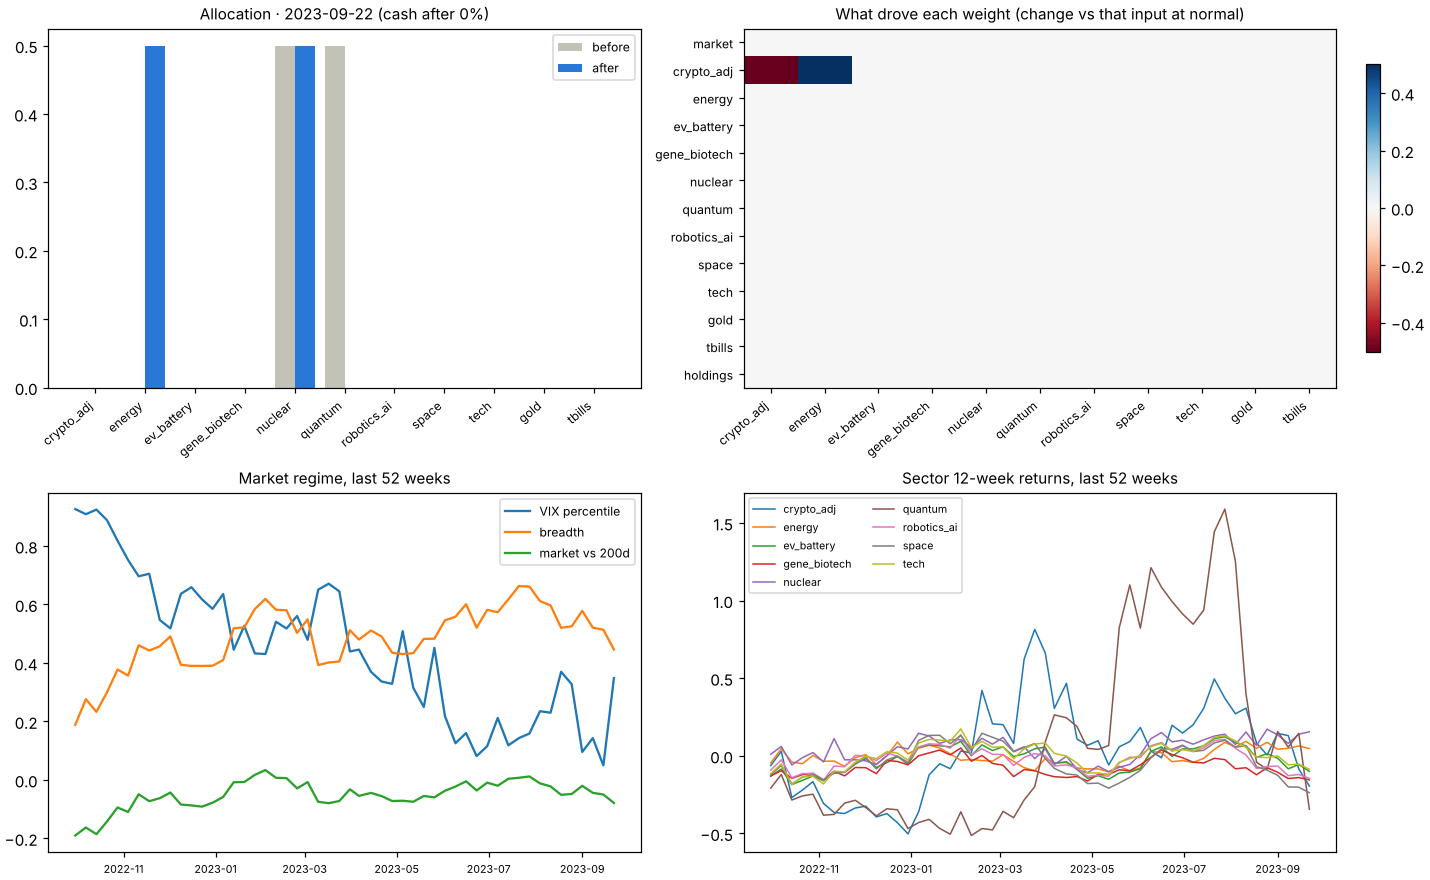 Allocation · 2023-09-22 (cash after 0%)
before
after
0.5
0.4
0.3
0.2
0.1
0.0
crypto_adj
energy
ev_battery
gene_biotech
nuclear
quantum
robotics_ai
space
tech
gold
tbills
What drove each weight (change vs that input at normal)
market
crypto_adj
energy
ev_battery
gene_biotech
nuclear
quantum
robotics_ai
space
tech
gold
tbills
holdings
crypto_adj
energy
ev_battery
gene_biotech
nuclear
quantum
robotics_ai
space
tech
gold
tbills
0.4
0.2
0.0
−0.2
−0.4
Market regime, last 52 weeks
VIX percentile
breadth
market vs 200d
0.8
0.6
0.4
0.2
0.0
−0.2
2022-11
2023-01
2023-03
2023-05
2023-07
2023-09
Sector 12-week returns, last 52 weeks
crypto_adj
energy
ev_battery
gene_biotech
nuclear
quantum
robotics_ai
space
tech
1.5
1.0
0.5
0.0
−0.5
2022-11
2023-01
2023-03
2023-05
2023-07
2023-09